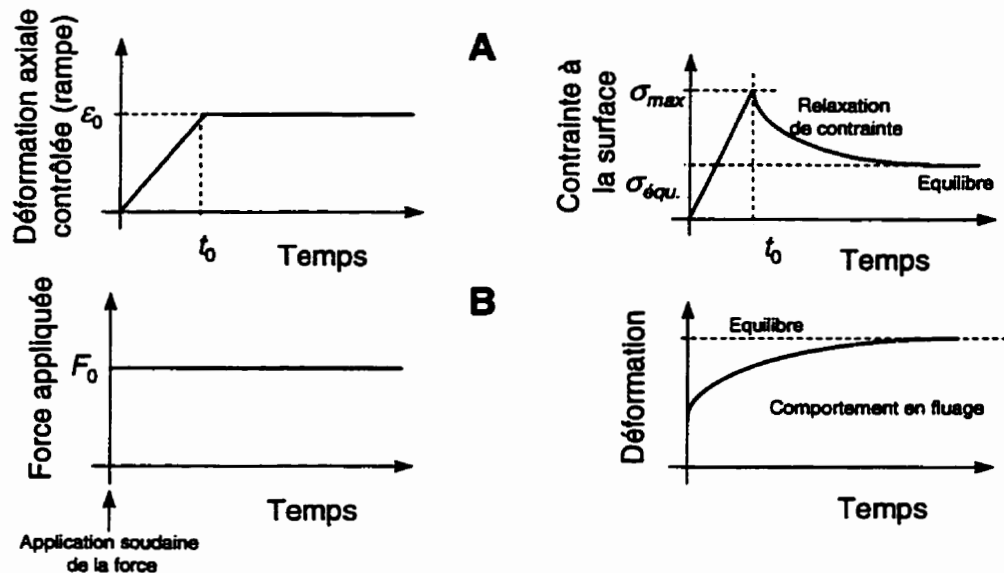 A
Déformation axiale
contrôlée (rampe)
ε0
t0
Temps
Contrainte à
la surface
σmax
σéqu.
Relaxation
de contrainte
Equilibre
t0
Temps
B
Force appliquée
F0
Temps
Application soudaine
de la force
Déformation
Equilibre
Comportement en fluage
Temps